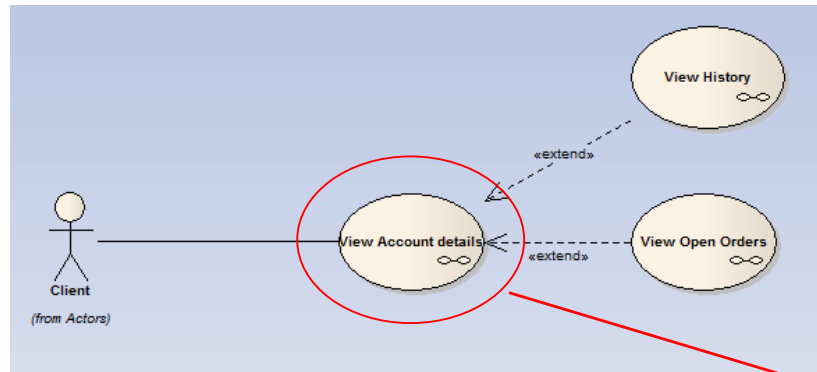 View History
«extend»
View Account details
«extend»
View Open Orders
Client
(from Actors)